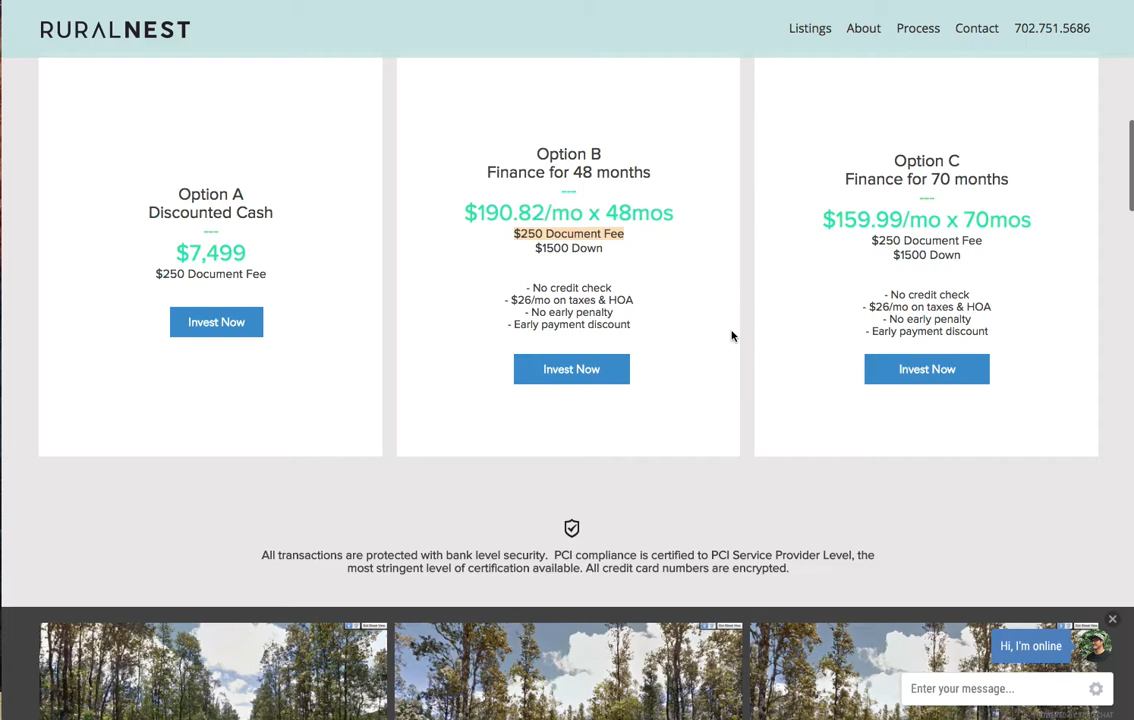 RURALNEST
Listings About Process Contact 702.751.5686
Option A
Discounted Cash
---
$7,499
$250 Document Fee
Invest Now
Option B
Finance for 48 months
---
$190.82/mo x 48mos
$250 Document Fee
$1500 Down
- No credit check
- $26/mo on taxes & HOA
- No early penalty
- Early payment discount
Invest Now
Option C
Finance for 70 months
---
$159.99/mo x 70mos
$250 Document Fee
$1500 Down
- No credit check
- $26/mo on taxes & HOA
- No early penalty
- Early payment discount
Invest Now
All transactions are protected with bank level security. PCI compliance is certified to PCI Service Provider Level, the
most stringent level of certification available. All credit card numbers are encrypted.
Hi, I'm online
Enter your message...